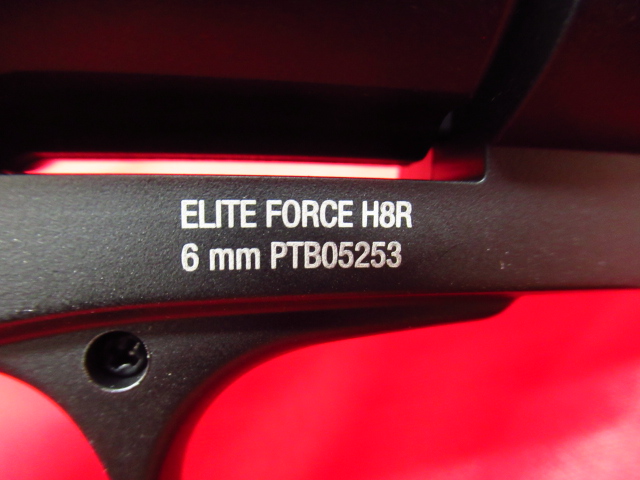 ELITE FORCE H8R
6 mm PTB05253